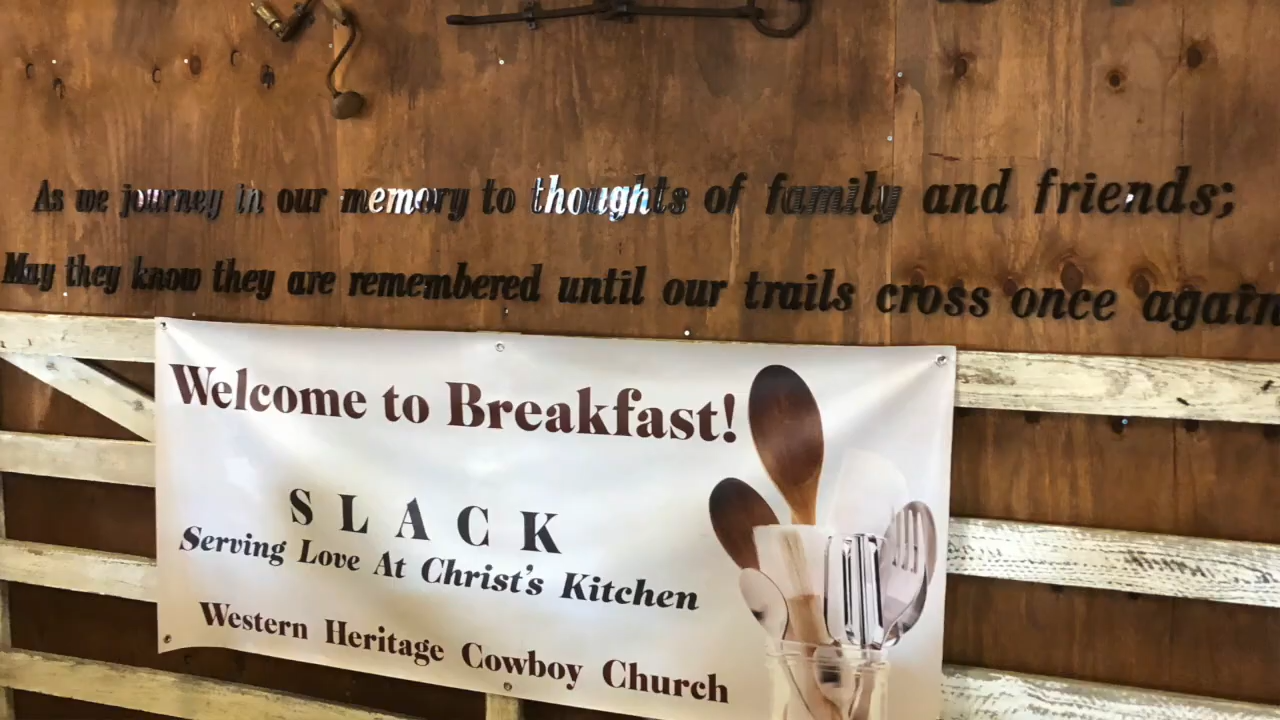 As we journey in our memory to thoughts of family and friends;
May they know they are remembered until our trails cross once again
Welcome to Breakfast!
SLACK
Serving Love At Christ's Kitchen
Western Heritage Cowboy Church